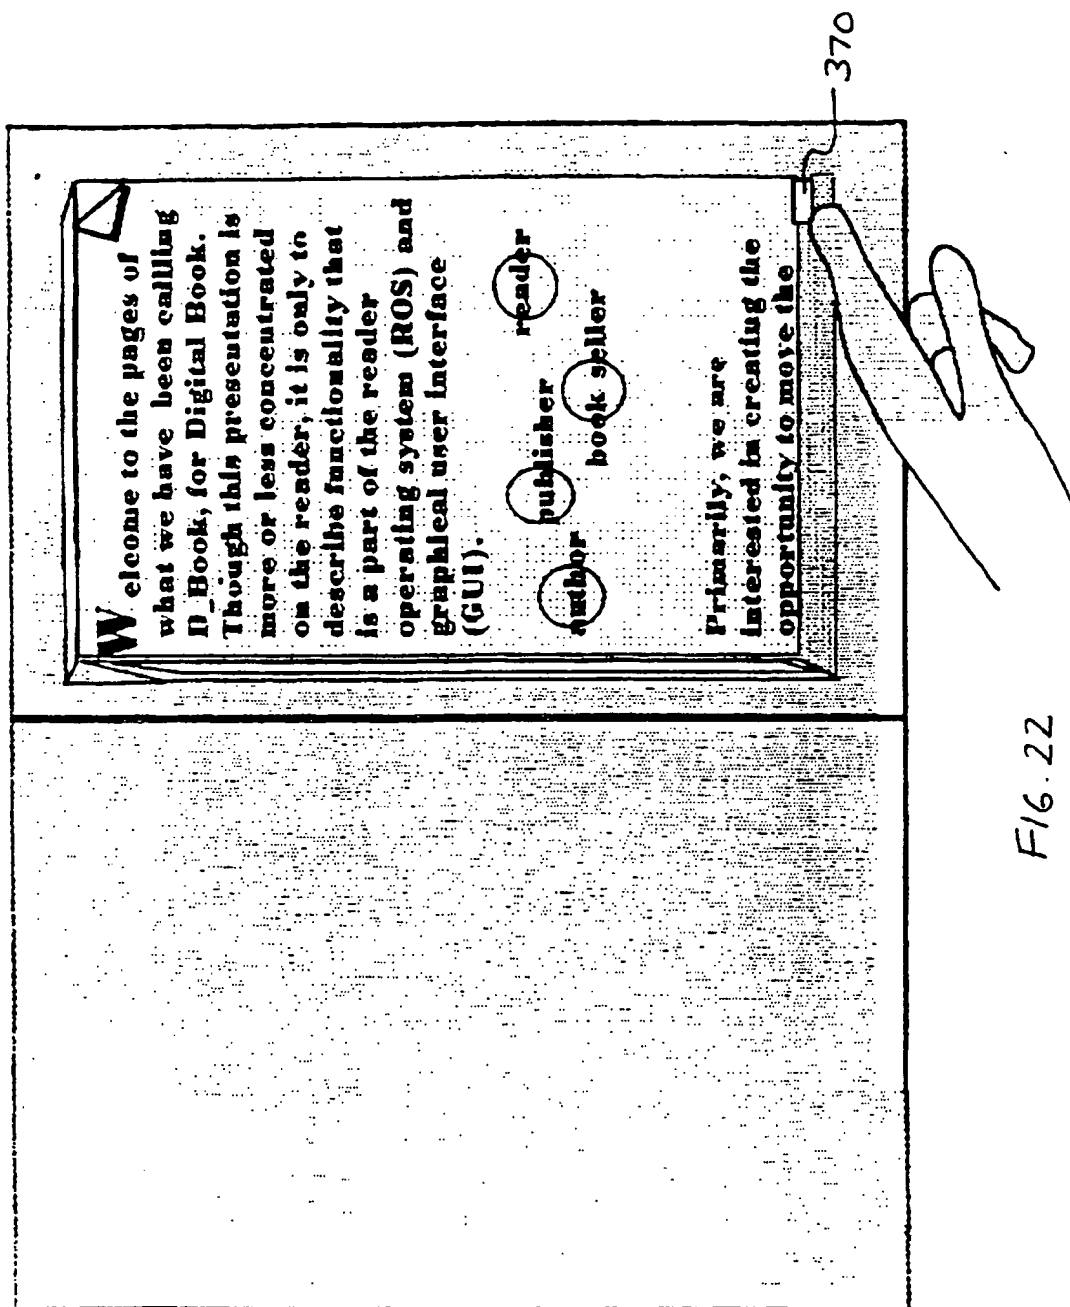 Welcome to the pages of
what we have been callling
D_Book, for Digital Book.
Though this presentation is
more or less concentrated
on the reader, it is only to
describe functionality that
is a part of the reader
operating system (ROS) and
graphical user interface
(GUI).
author
publisher
book seller
reader
Primarily, we are
interested in creating the
opportunity to move the
370
FIG. 22